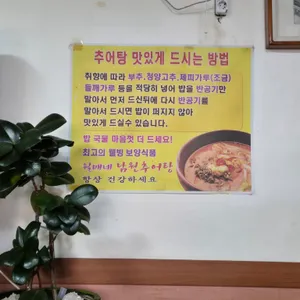 추어탕 맛있게 드시는 방법
취향에 따라 부추,청양고추,제피가루(조금)
들깨가루 등을 적당히 넣어 밥을 반공기만
말아서 먼저 드신뒤에 다시 반공기를
말아서 드시면 밥이 퍼지지 않아
맛있게 드실수 있습니다.
밥 국물 마음껏 더 드세요!
최고의 웰빙 보양식품
남원추어탕
항상 건강하세요